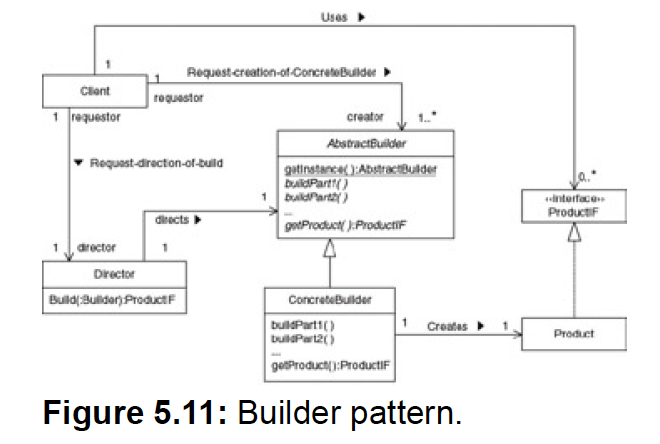 Uses ▶
1
Client
1
Request-creation-of-ConcreteBuilder ▶
requestor
creator
1..*
1
requestor
▼ Request-direction-of-build
AbstractBuilder
getInstance( ):AbstractBuilder
buildPart1( )
buildPart2( )
...
getProduct( ):ProductIF
0..*
«Interface»
ProductIF
1
directs ▶
1
director
1
Director
Build(:Builder):ProductIF
ConcreteBuilder
buildPart1( )
buildPart2( )
...
getProduct():ProductIF
1
Creates ▶
1
Product
Figure 5.11: Builder pattern.